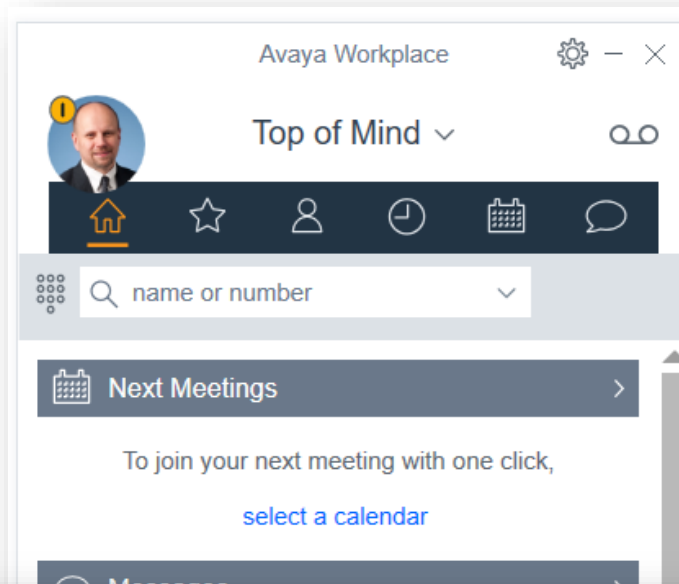 Avaya Workplace
Top of Mind
name or number
Next Meetings
To join your next meeting with one click,
select a calendar
Messages